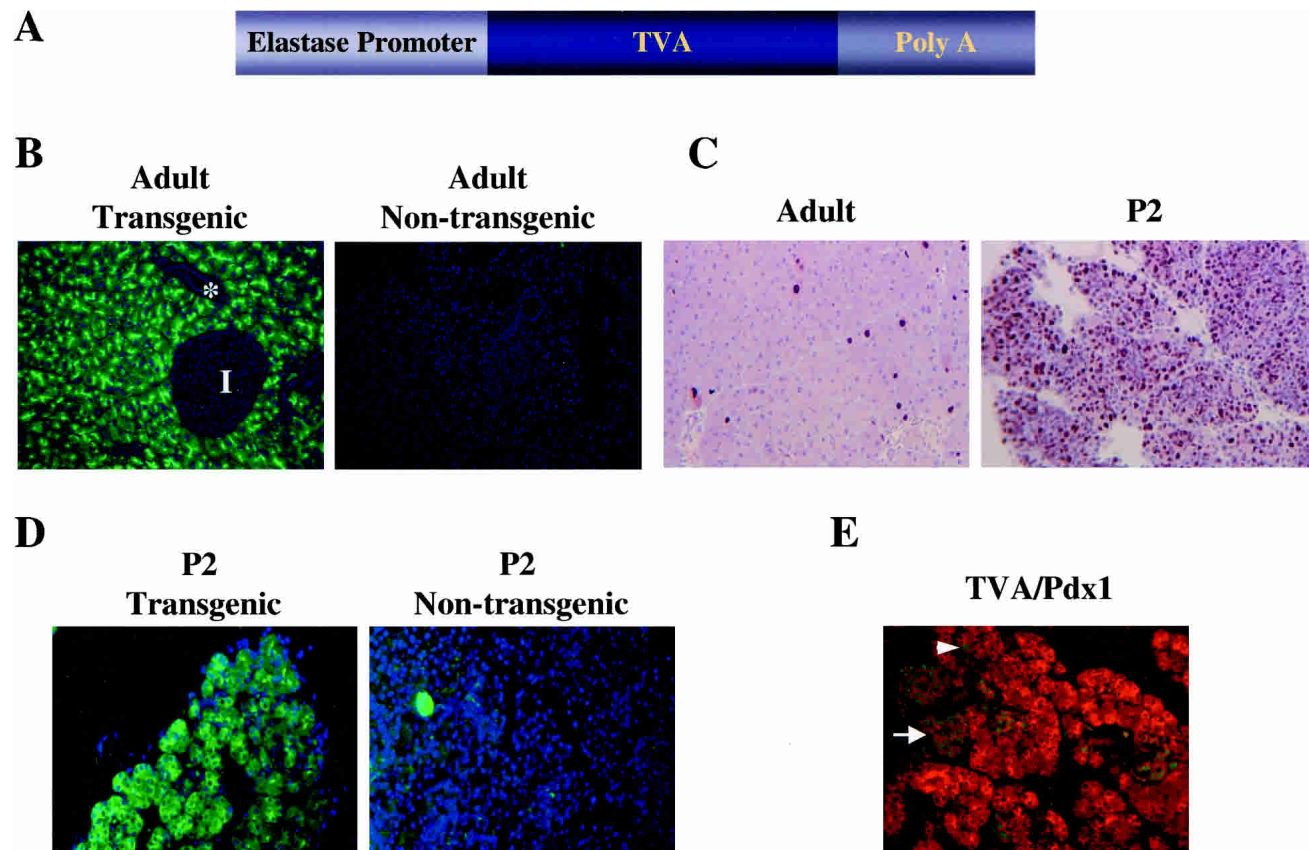 A
Elastase Promoter TVA Poly A
B
Adult
Transgenic
Adult
Non-transgenic
*
I
C
Adult
P2
D
P2
Transgenic
P2
Non-transgenic
E
TVA/Pdx1